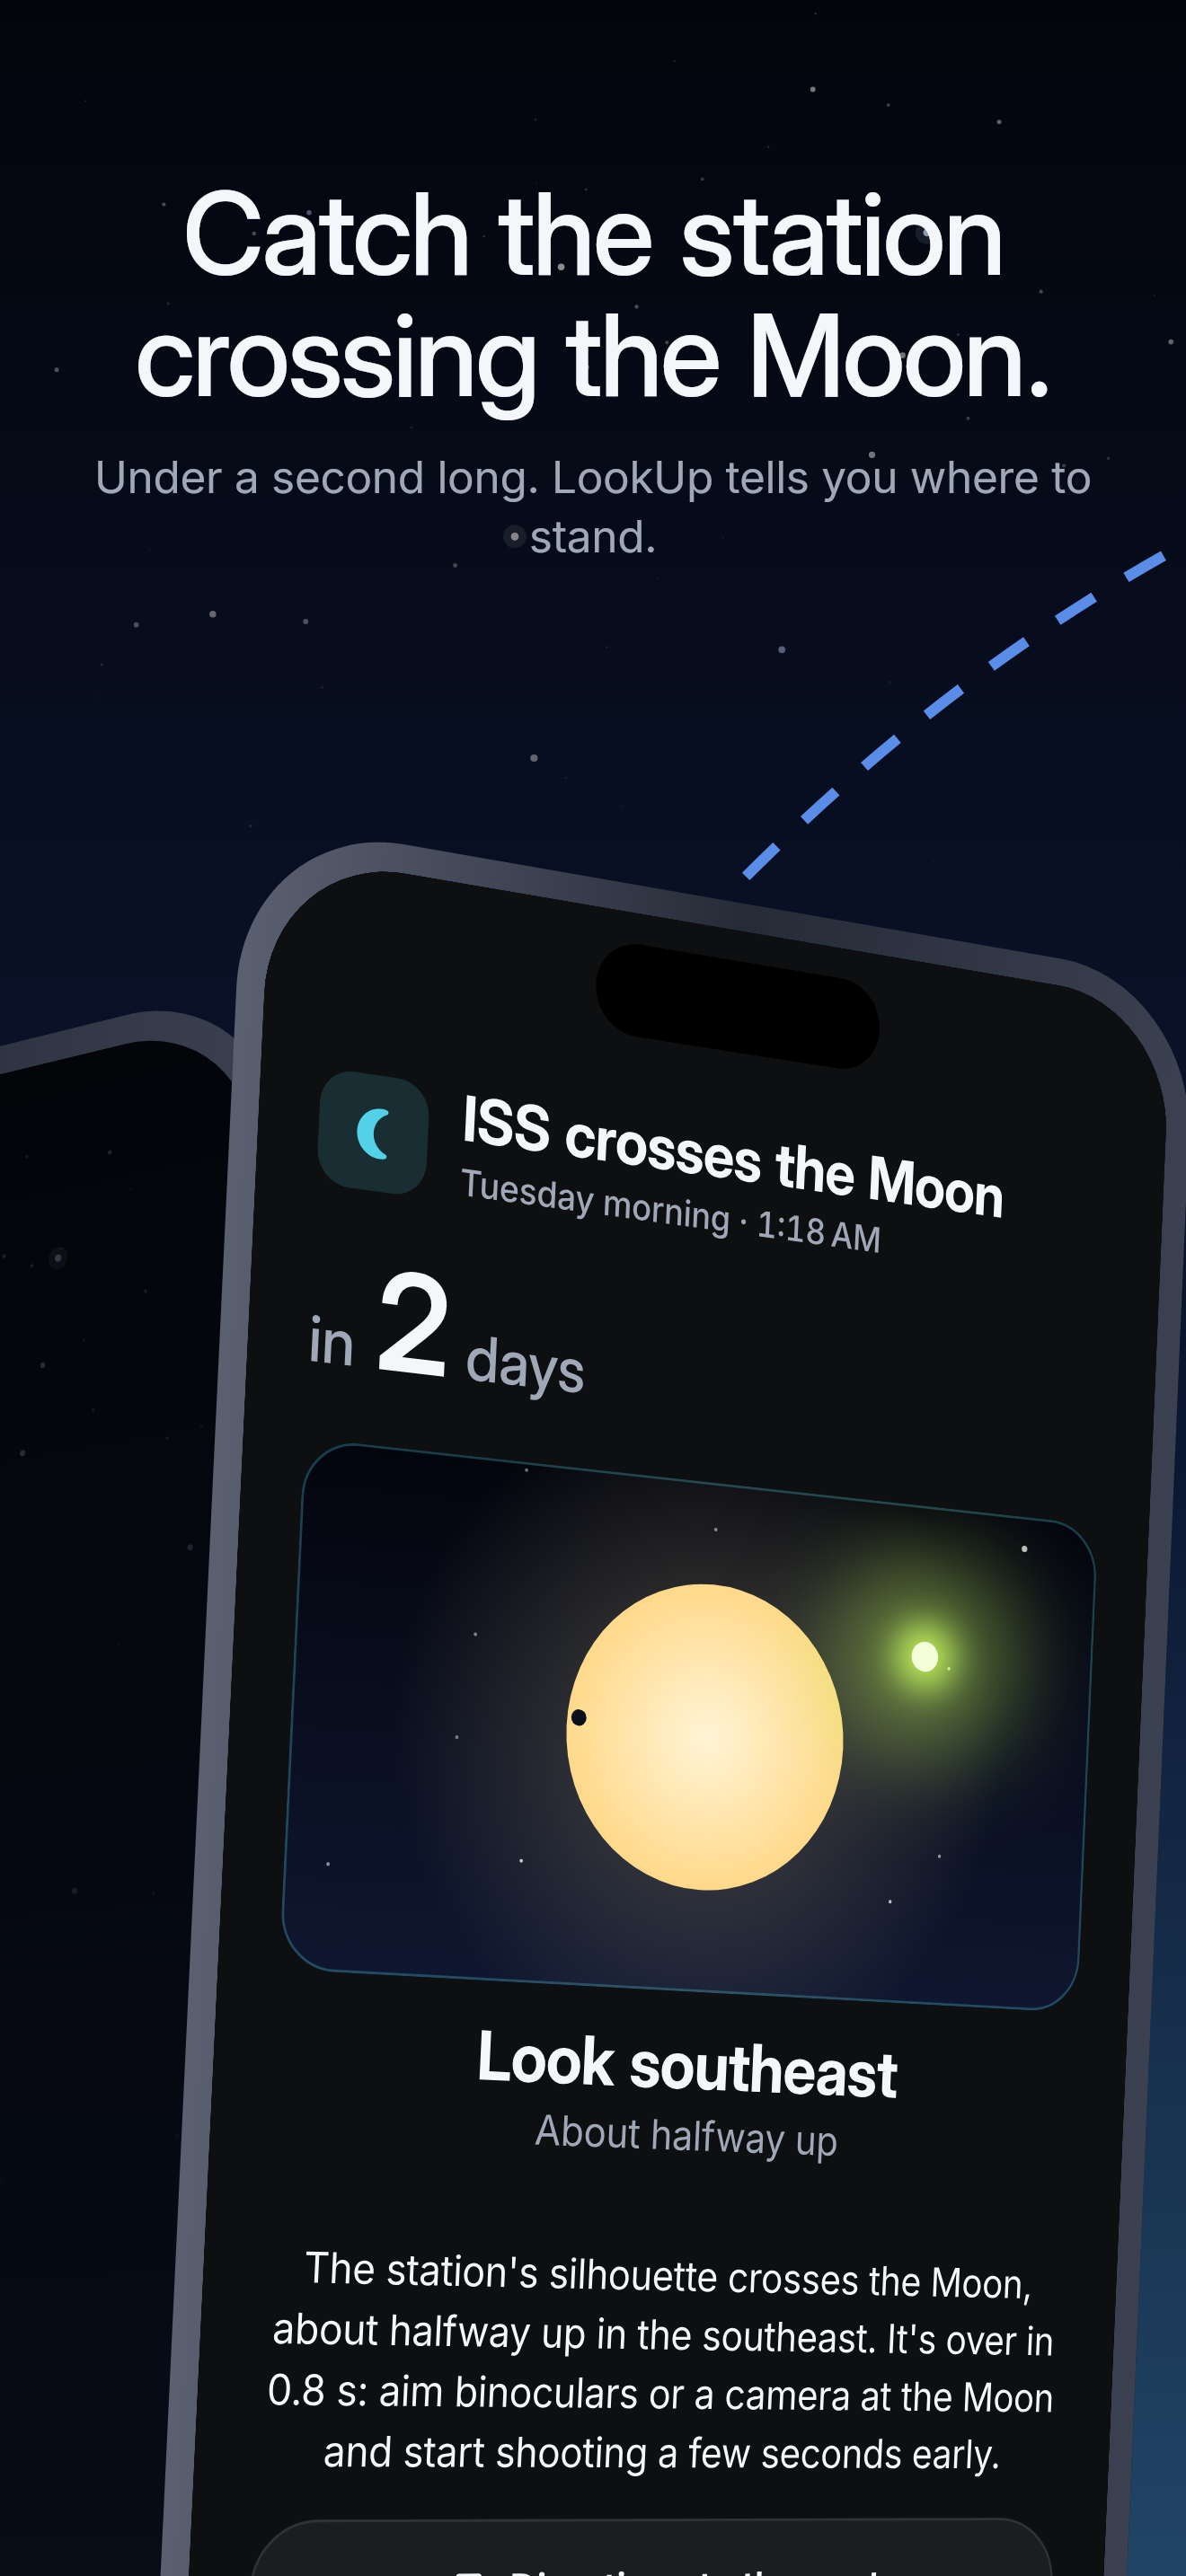 Catch the station
crossing the Moon.
Under a second long. LookUp tells you where to
stand.
ISS crosses the Moon
Tuesday morning · 1:18 AM
in 2 days
Look southeast
About halfway up
The station's silhouette crosses the Moon,
about halfway up in the southeast. It's over in
0.8 s: aim binoculars or a camera at the Moon
and start shooting a few seconds early.